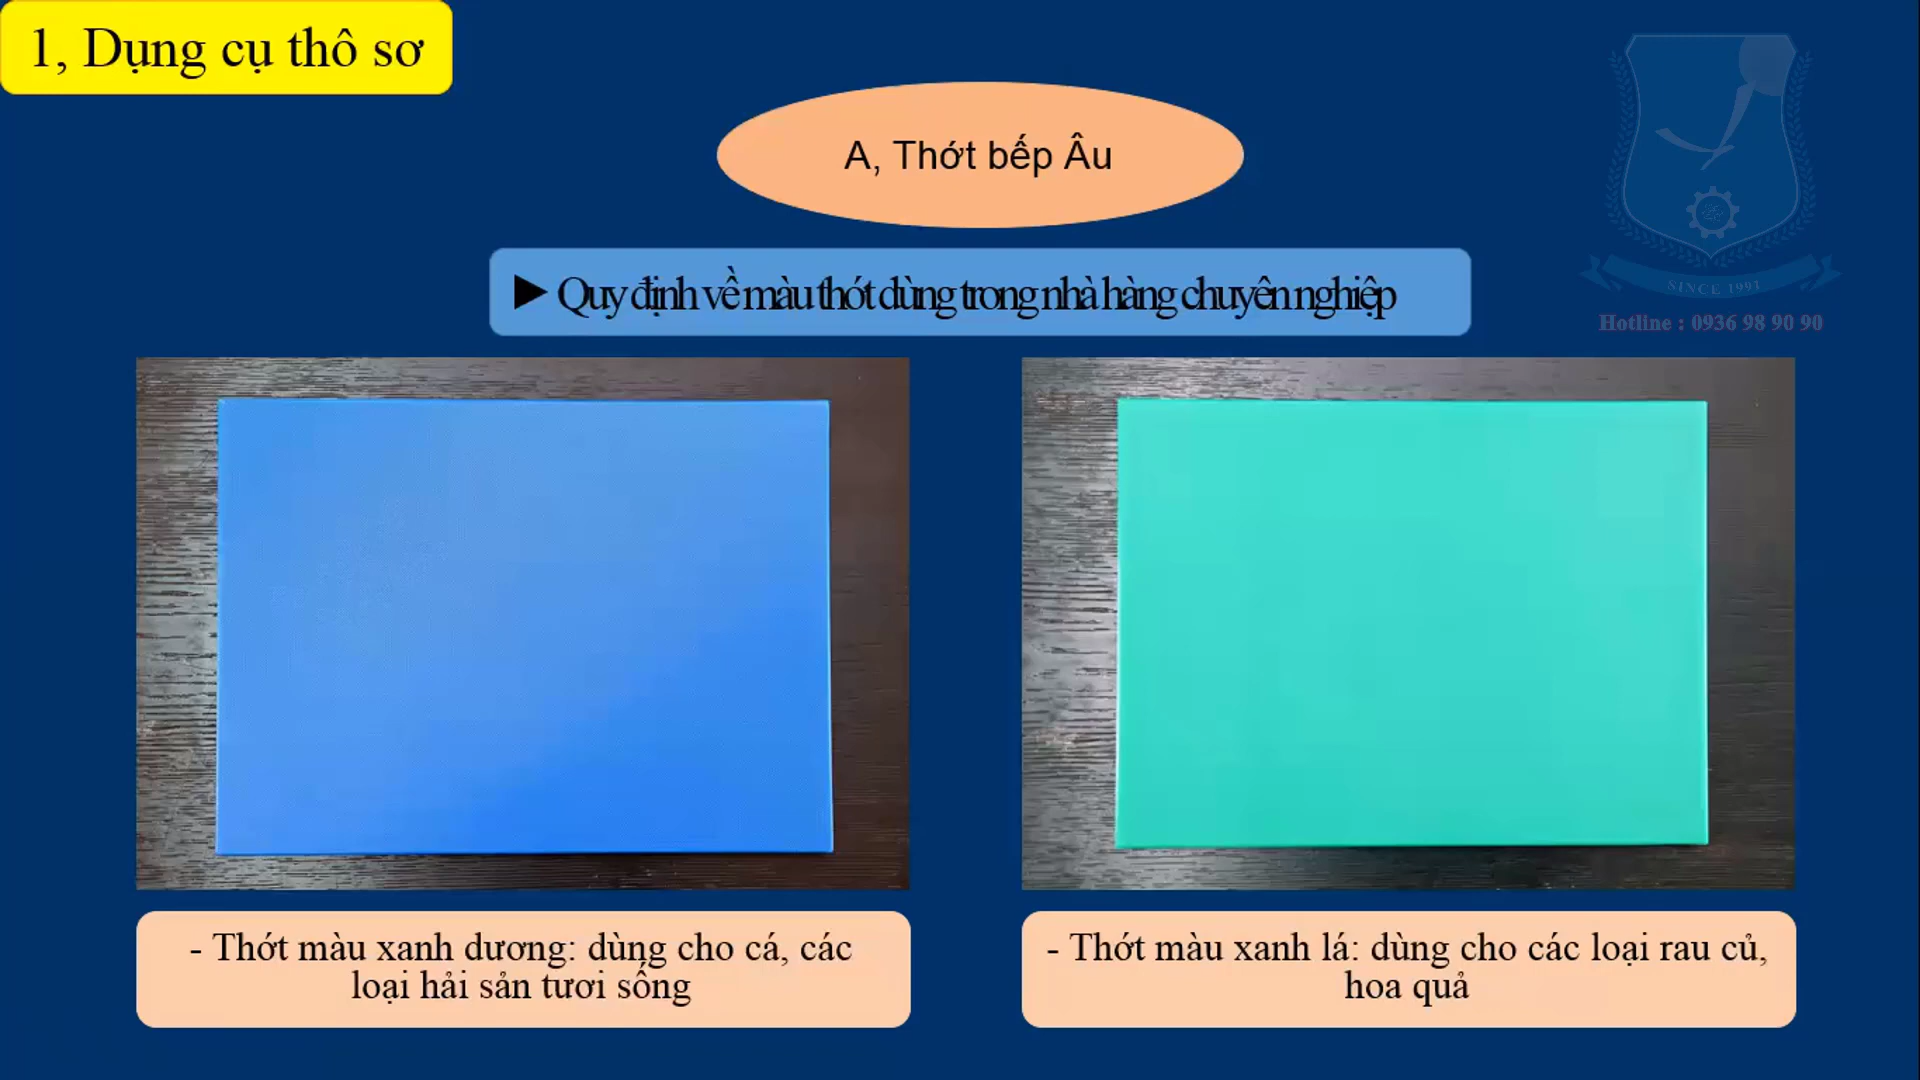 1, Dụng cụ thô sơ
A, Thớt bếp Âu
► Quy định về màu thớt dùng trong nhà hàng chuyên nghiệp
SINCE 1991
Hotline : 0936 98 90 90
- Thớt màu xanh dương: dùng cho cá, các
loại hải sản tươi sống
- Thớt màu xanh lá: dùng cho các loại rau củ,
hoa quả